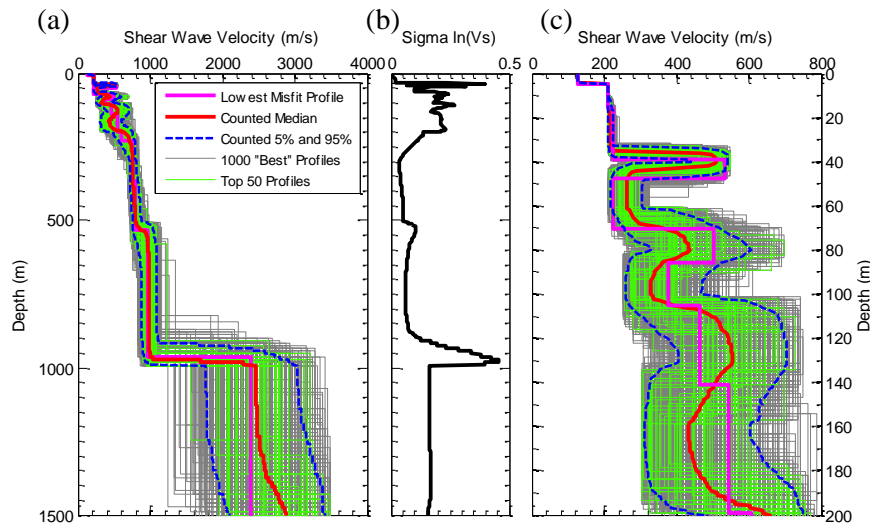 (a)
(b)
(c)
Shear Wave Velocity (m/s)
Sigma ln(Vs)
Shear Wave Velocity (m/s)
0 1000 2000 3000 4000
0 0.5
0 200 400 600 800
Depth (m)
0
500
1000
1500
Lowest Misfit Profile
Counted Median
Counted 5% and 95%
1000 "Best" Profiles
Top 50 Profiles
0
20
40
60
80
100
120
140
160
180
200
Depth (m)